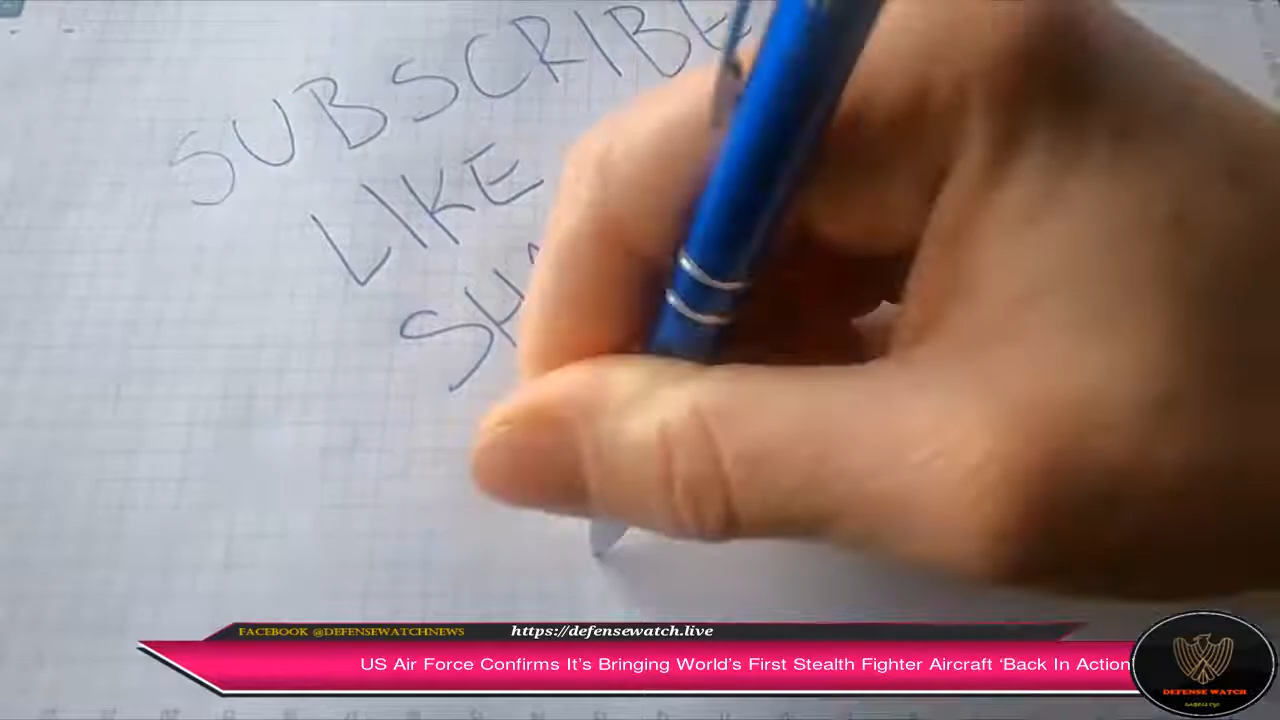 SUBSCRIBE
LIKE
SHA
FACEBOOK @DEFENSEWATCHNEWS
https://defensewatch.live
US Air Force Confirms It's Bringing World's First Stealth Fighter Aircraft ‘Back In Action
DEFENSE WATCH